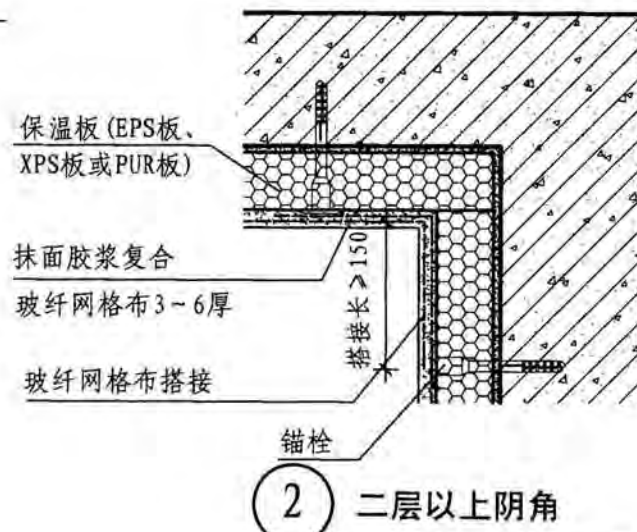 保温板(EPS板、
XPS板或PUR板)
抹面胶浆复合
玻纤网格布3~6厚
搭接长≥150
玻纤网格布搭接
锚栓
2 二层以上阴角